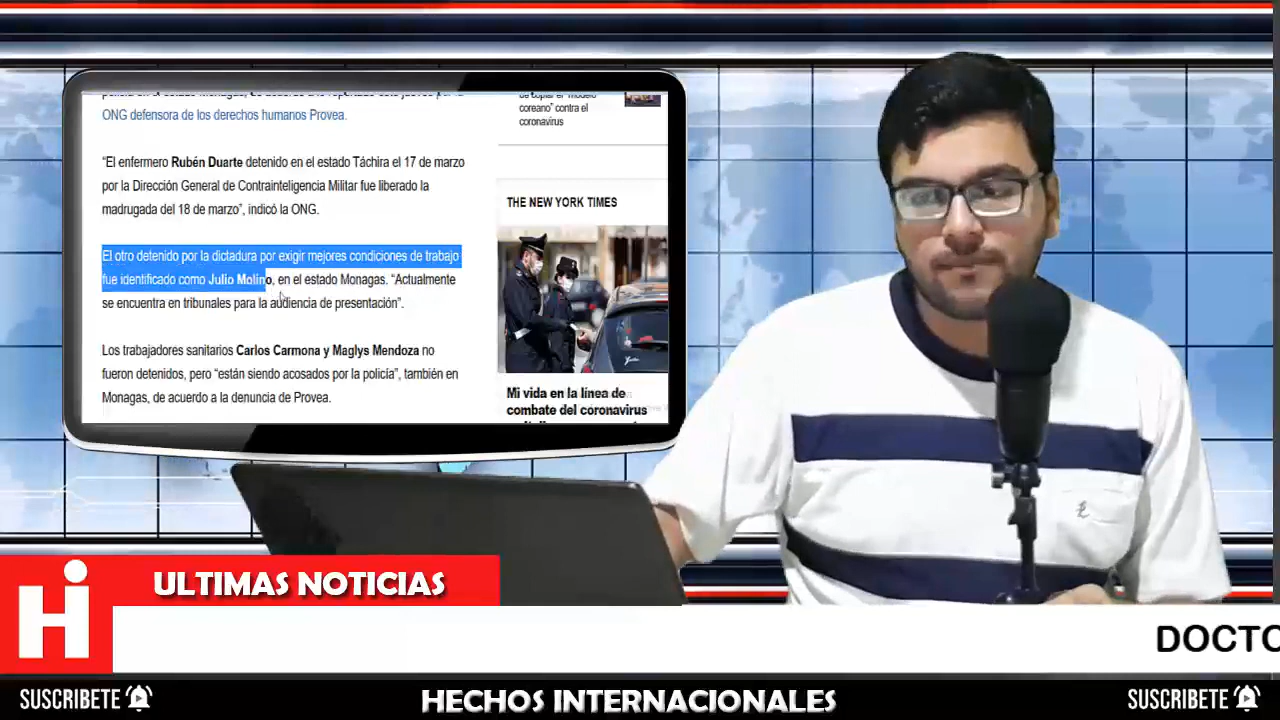 ONG defensora de los derechos humanos Provea.
“El enfermero Rubén Duarte detenido en el estado Táchira el 17 de marzo
por la Dirección General de Contrainteligencia Militar fue liberado la
madrugada del 18 de marzo”, indicó la ONG.
El otro detenido por la dictadura por exigir mejores condiciones de trabajo
fue identificado como Julio Molino, en el estado Monagas. “Actualmente
se encuentra en tribunales para la audiencia de presentación”.
Los trabajadores sanitarios Carlos Carmona y Maglys Mendoza no
fueron detenidos, pero “están siendo acosados por la policía”, también en
Monagas, de acuerdo a la denuncia de Provea.
de copiar el “modelo
coreano” contra el
coronavirus
THE NEW YORK TIMES
Mi vida en la línea de
combate del coronavirus
ULTIMAS NOTICIAS
Hi
DOCTO
SUSCRIBETE
HECHOS INTERNACIONALES
SUSCRIBETE